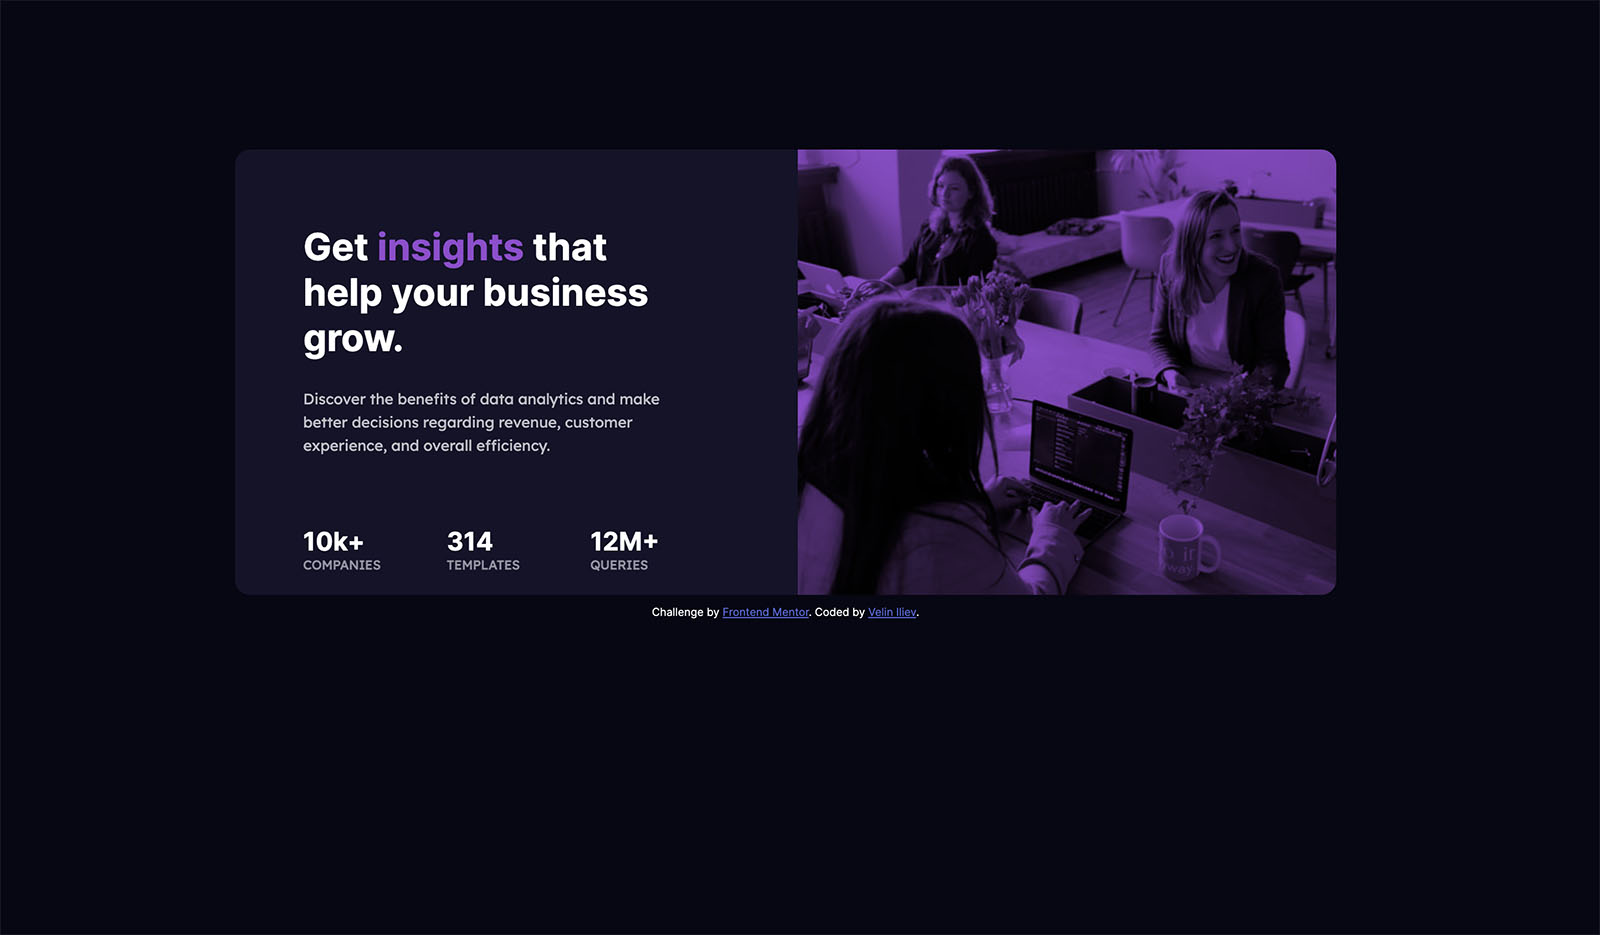 Get insights that
help your business
grow.
Discover the benefits of data analytics and make
better decisions regarding revenue, customer
experience, and overall efficiency.
10k+ 314 12M+
COMPANIES TEMPLATES QUERIES
Challenge by Frontend Mentor. Coded by Velin Iliev.